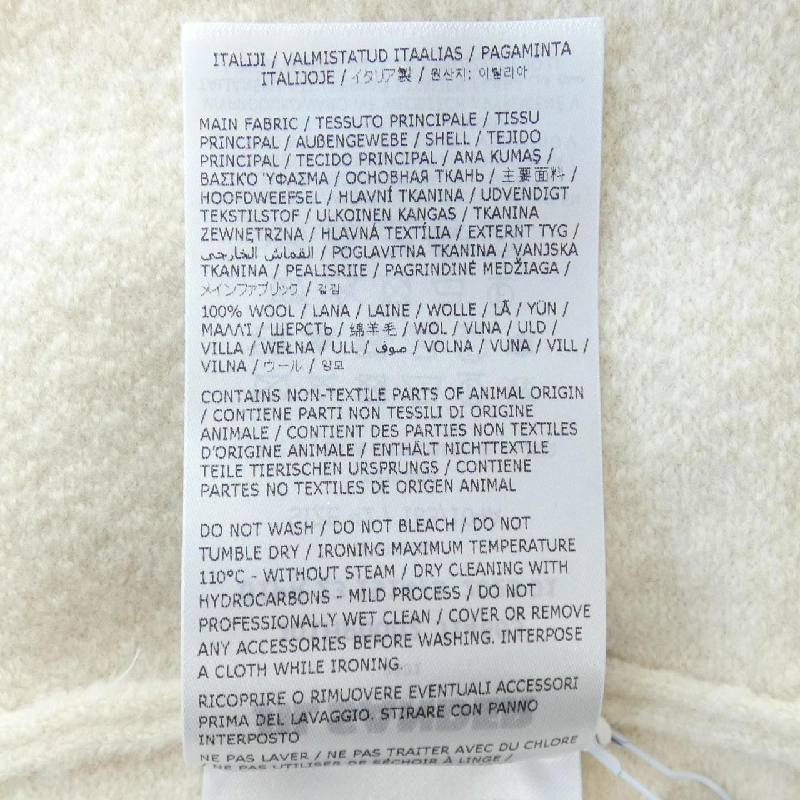 ITALIJI / VALMISTATUD ITAALIAS / PAGAMINTA
ITALIJOJE / イタリア製 / 원산지: 이탈리아
MAIN FABRIC / TESSUTO PRINCIPALE / TISSU
PRINCIPAL / AUßENGEWEBE / SHELL / TEJIDO
PRINCIPAL / TECIDO PRINCIPAL / ANA KUMAŞ /
ΒΑΣΙΚΌ ΎΦΑΣΜΑ / ОСНОВНАЯ ТКАНЬ / 主要面料 /
HOOFDWEEFSEL / HLAVNÍ TKANINA / UDVENDIGT
TEKSTILSTOF / ULKOINEN KANGAS / TKANINA
ZEWNĘTRZNA / HLAVNÁ TEXTÍLIA / EXTERNT TYG /
القماش الخارجي / POGLAVITNA TKANINA / VANJSKA
TKANINA / PEALISRIIE / PAGRINDINĖ MEDŽIAGA /
メインファブリック / 겉감
100% WOOL / LANA / LAINE / WOLLE / LÃ / YÜN /
ΜΑΛΛΊ / ШЕРСТЬ / 绵羊毛 / WOL / VLNA / ULD /
VILLA / WEŁNA / ULL / صوف / VOLNA / VUNA / VILL /
VILNA / ウール / 양모
CONTAINS NON-TEXTILE PARTS OF ANIMAL ORIGIN
/ CONTIENE PARTI NON TESSILI DI ORIGINE
ANIMALE / CONTIENT DES PARTIES NON TEXTILES
D'ORIGINE ANIMALE / ENTHÄLT NICHTTEXTILE
TEILE TIERISCHEN URSPRUNGS / CONTIENE
PARTES NO TEXTILES DE ORIGEN ANIMAL
DO NOT WASH / DO NOT BLEACH / DO NOT
TUMBLE DRY / IRONING MAXIMUM TEMPERATURE
110°C - WITHOUT STEAM / DRY CLEANING WITH
HYDROCARBONS - MILD PROCESS / DO NOT
PROFESSIONALLY WET CLEAN / COVER OR REMOVE
ANY ACCESSORIES BEFORE WASHING. INTERPOSE
A CLOTH WHILE IRONING.
RICOPRIRE O RIMUOVERE EVENTUALI ACCESSORI
PRIMA DEL LAVAGGIO. STIRARE CON PANNO
INTERPOSTO
NE PAS LAVER / NE PAS TRAITER AVEC DU CHLORE
/ NE PAS UTILISER DE SÉCHOIR À LINGE /